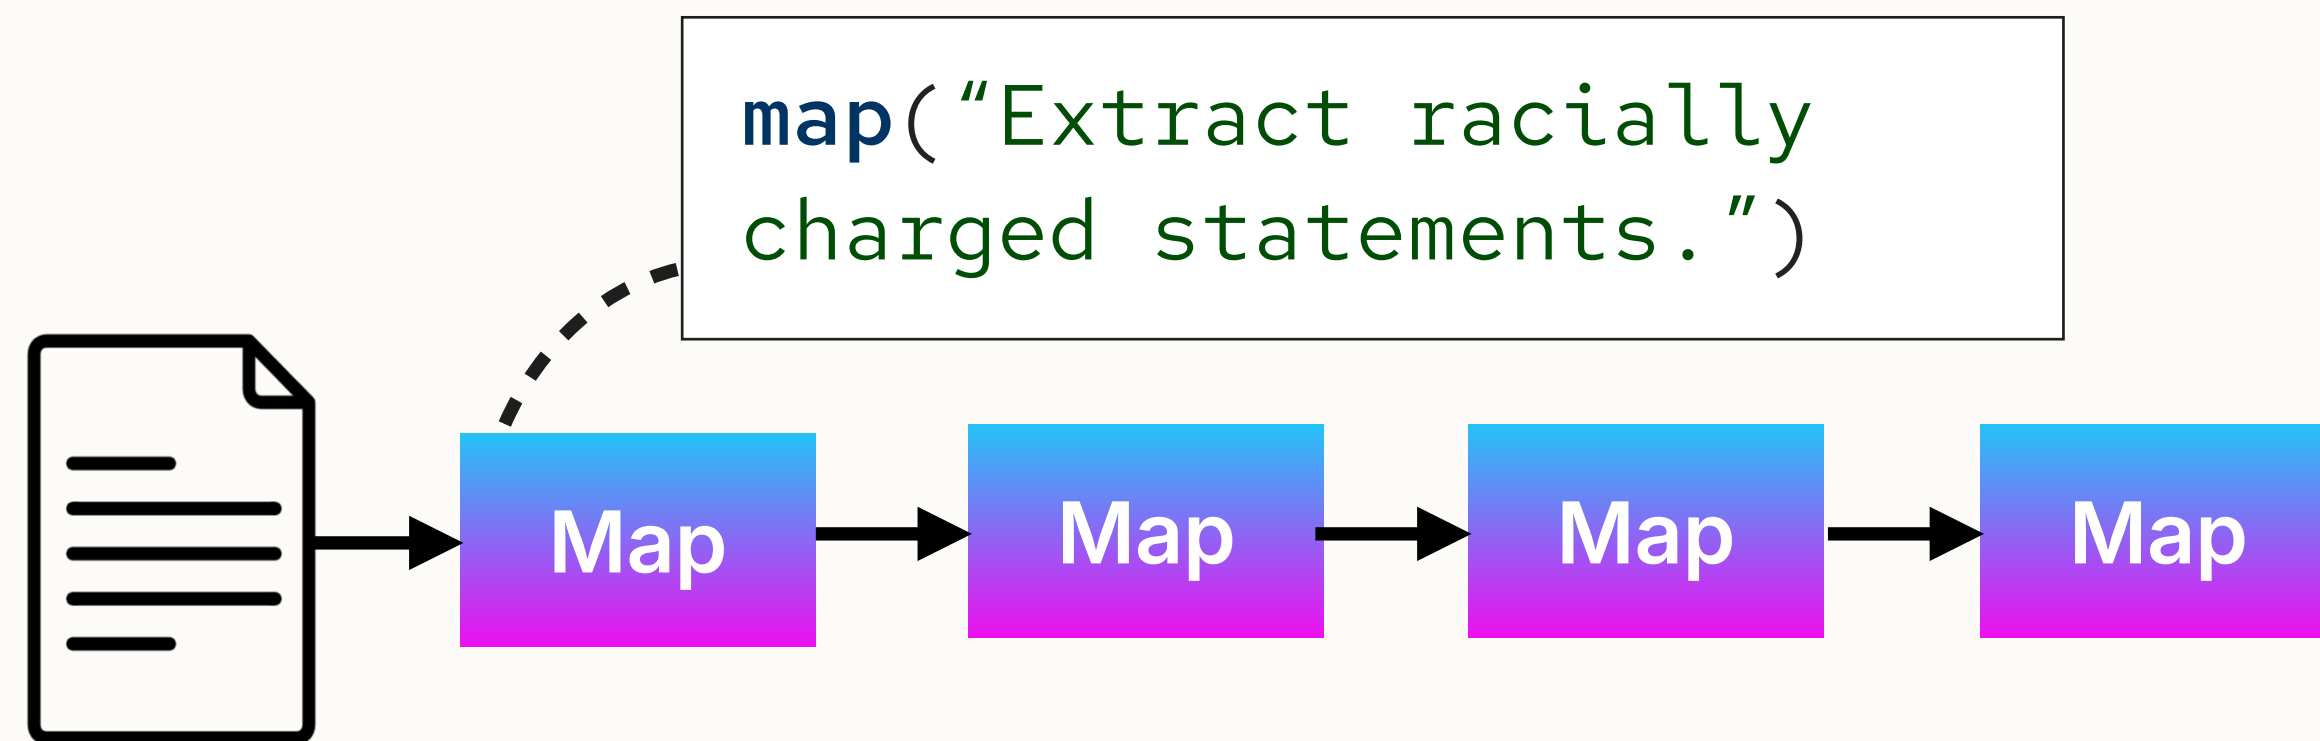 map(“Extract racially
charged statements.”)
Map
Map
Map
Map